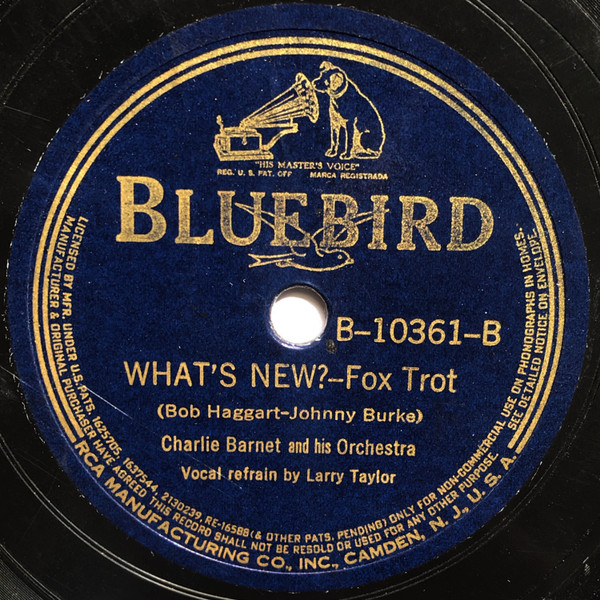 "HIS MASTER'S VOICE"
REG. U. S. PAT. OFF MARCA REGISTRADA
BLUEBIRD
B-10361-B
WHAT'S NEW?-Fox Trot
(Bob Haggart-Johnny Burke)
Charlie Barnet and his Orchestra
Vocal refrain by Larry Taylor
LICENSED BY MFR. UNDER U.S. PATS. 1625705, 1637544, 2130239, RE-16588 (& OTHER PATS. PENDING) ONLY FOR NON-COMMERCIAL USE ON PHONOGRAPHS IN HOMES.
MANUFACTURER & ORIGINAL PURCHASER HAVE AGREED THIS RECORD SHALL NOT BE RESOLD OR USED FOR ANY OTHER PURPOSE. SEE DETAILED NOTICE ON ENVELOPE.
RCA MANUFACTURING CO., INC., CAMDEN, N. J., U. S. A.